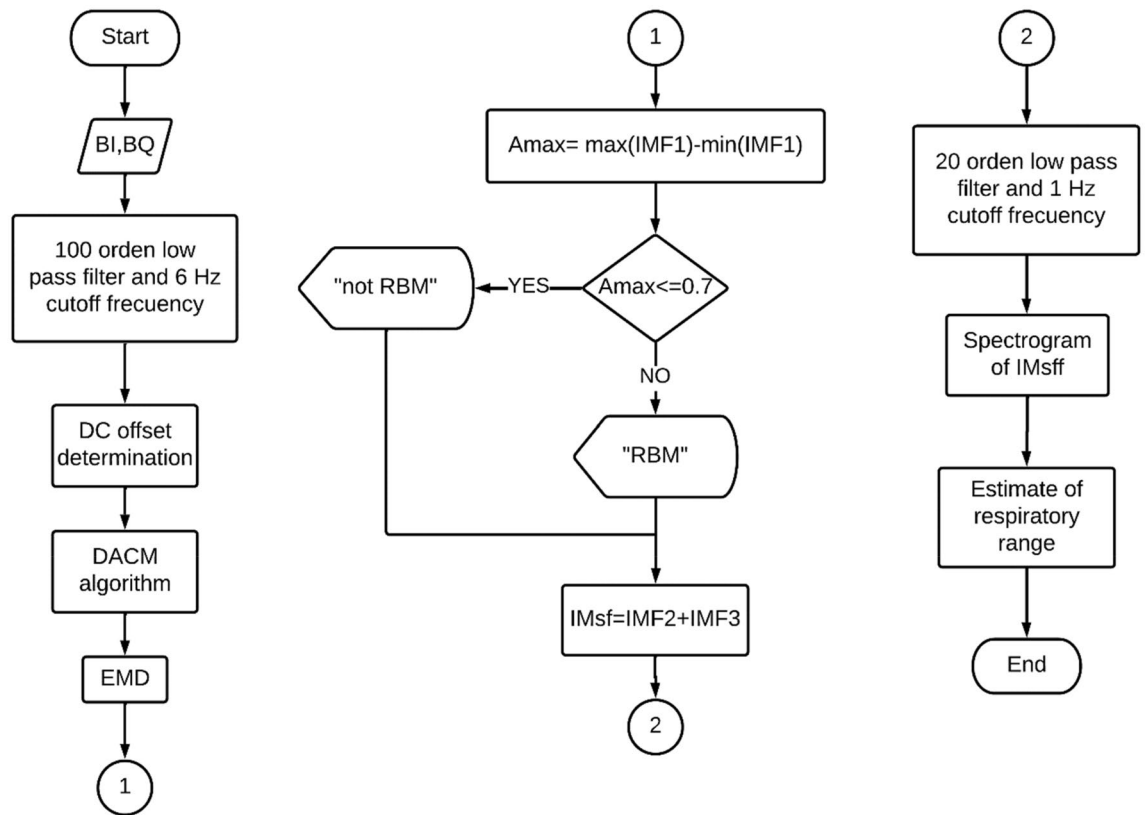 Start
BI,BQ
100 orden low
pass filter and 6 Hz
cutoff frecuency
DC offset
determination
DACM
algorithm
EMD
1
1
Amax= max(IMF1)-min(IMF1)
Amax<=0.7
YES
"not RBM"
NO
"RBM"
IMsf=IMF2+IMF3
2
2
20 orden low pass
filter and 1 Hz
cutoff frecuency
Spectrogram
of IMsff
Estimate of
respiratory
range
End